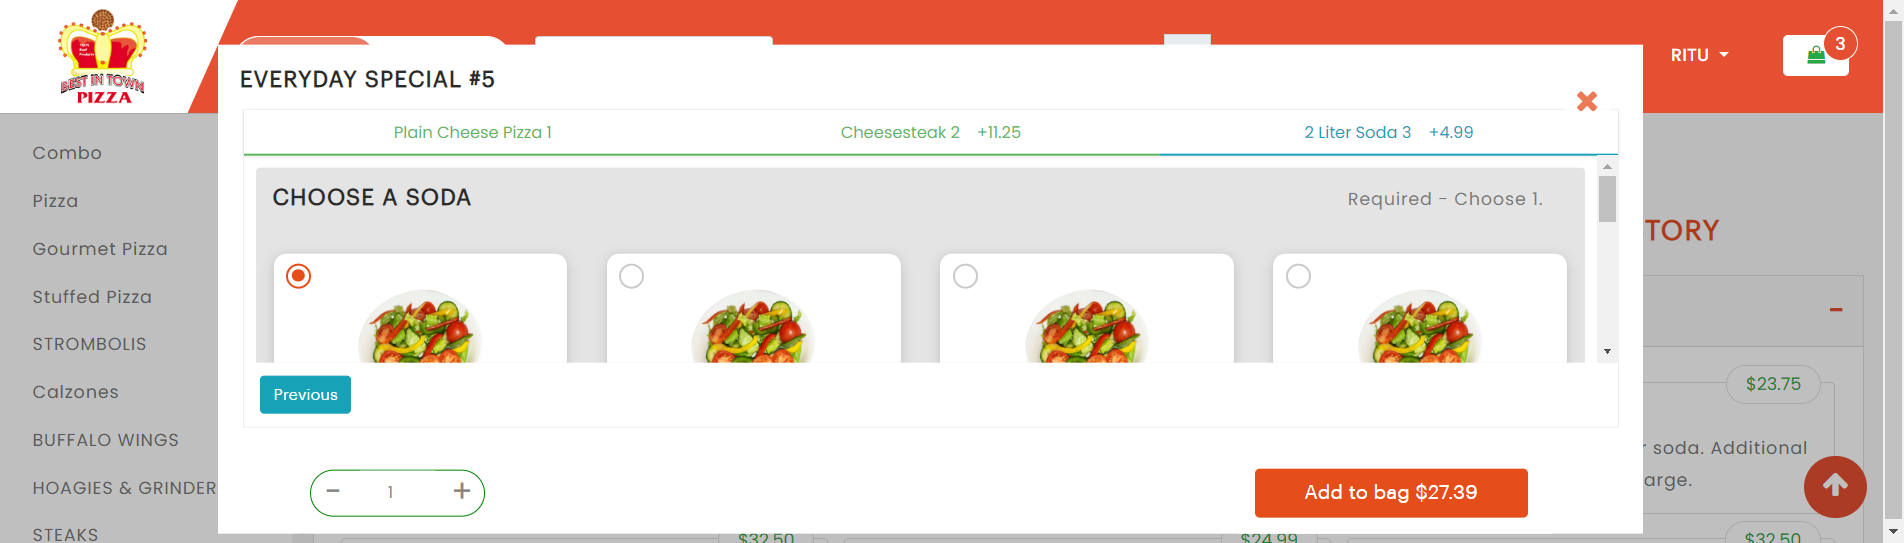 BEST IN TOWN
PIZZA
RITU
3
EVERYDAY SPECIAL #5
Plain Cheese Pizza 1
Cheesesteak 2 +11.25
2 Liter Soda 3 +4.99
CHOOSE A SODA
Required - Choose 1.
Previous
1
Add to bag $27.39
Combo
Pizza
Gourmet Pizza
Stuffed Pizza
STROMBOLIS
Calzones
BUFFALO WINGS
HOAGIES & GRINDER
STEAKS
TORY
$23.75
soda. Additional
arge.
$32.50
$24.99
$32.50